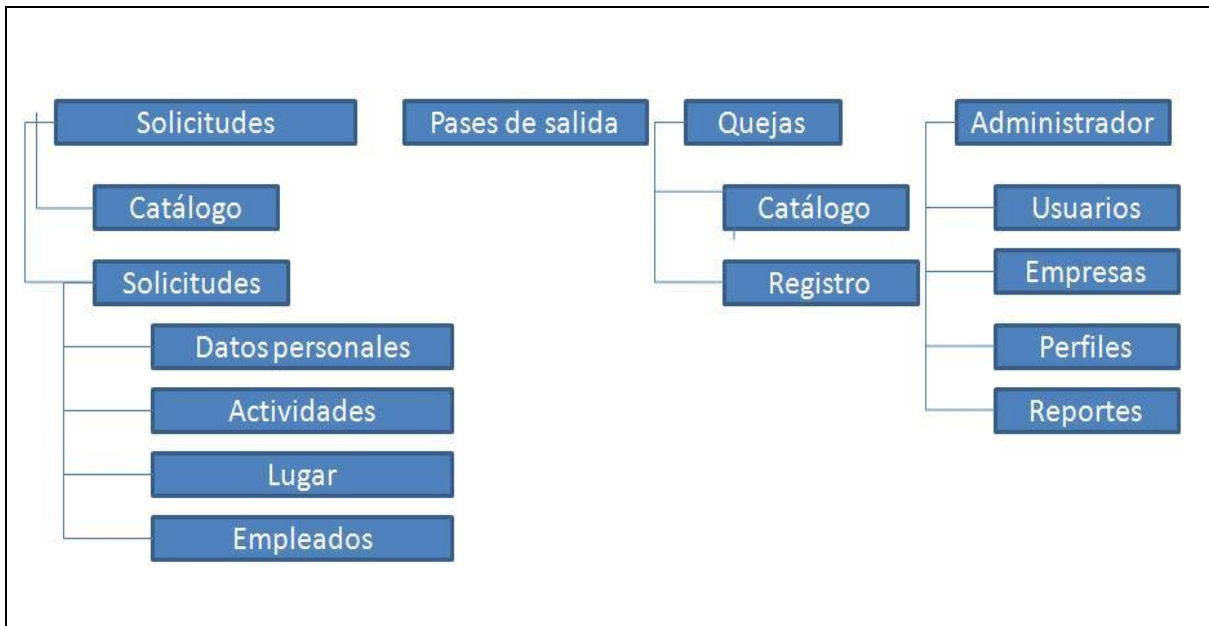 Solicitudes
Catálogo
Solicitudes
Datos personales
Actividades
Lugar
Empleados
Pases de salida
Quejas
Catálogo
Registro
Administrador
Usuarios
Empresas
Perfiles
Reportes